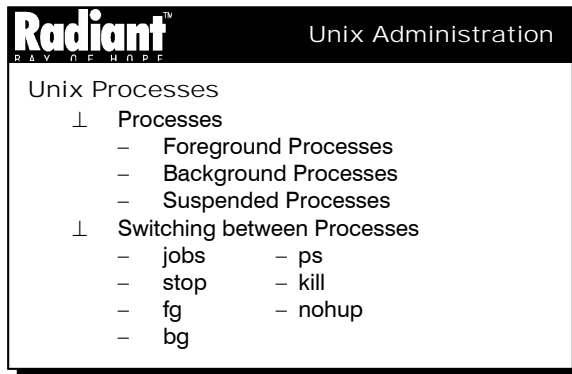 Radiant™
RAY OF HOPE
Unix Administration
Unix Processes
⊥ Processes
– Foreground Processes
– Background Processes
– Suspended Processes
⊥ Switching between Processes
– jobs – ps
– stop – kill
– fg – nohup
– bg